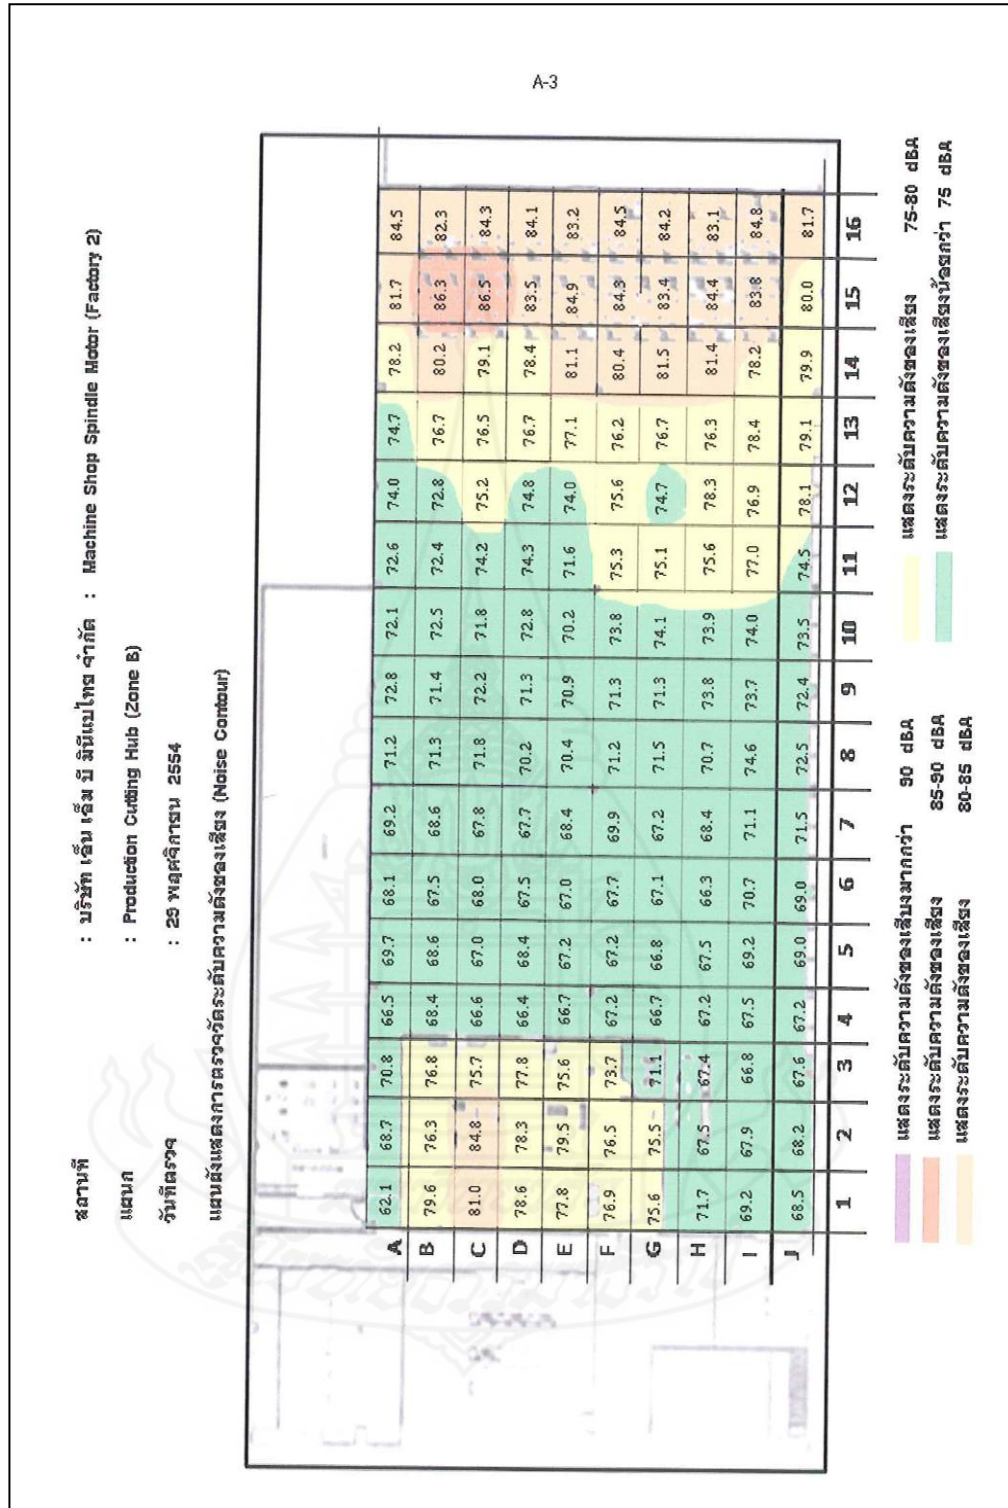 A-3
สถานที่ : บริษัท เอ็น เอ็ม บี มินีแบไทย จำกัด : Machine Shop Spindle Motor (Factory 2)
แผนก : Production Cutting Hub (Zone B)
วันที่ตรวจ : 29 พฤศจิกายน 2554
แผนผังแสดงการตรวจวัดระดับความดังของเสียง (Noise Contour)
A 62.1 68.7 70.8 66.5 69.7 68.1 69.2 71.2 72.8 72.1 72.6 74.0 74.7 78.2 81.7 84.5
B 79.6 76.3 76.8 68.4 68.6 67.5 68.6 71.3 71.4 72.5 72.4 72.8 76.7 80.2 86.3 82.3
C 81.0 84.8 75.7 66.6 67.0 68.0 67.8 71.8 72.2 71.8 74.2 75.2 76.5 79.1 86.5 84.3
D 78.6 78.3 77.8 66.4 68.4 67.5 67.7 70.2 71.3 72.8 74.3 74.8 76.7 78.4 83.5 84.1
E 77.8 79.5 75.6 66.7 67.2 67.0 68.4 70.4 70.9 70.2 71.6 74.0 77.1 81.1 84.9 83.2
F 76.9 76.5 73.7 67.2 67.2 67.7 69.9 71.2 71.3 73.8 75.3 75.6 76.2 80.4 84.3 84.5
G 75.6 75.5 71.1 66.7 66.8 67.1 67.2 71.5 71.3 74.1 75.1 74.7 76.7 81.5 83.4 84.2
H 71.7 67.5 67.4 67.2 67.5 66.3 68.4 70.7 73.8 73.9 75.6 78.3 76.3 81.4 84.4 83.1
I 69.2 67.9 66.8 67.5 69.2 70.7 71.1 74.6 73.7 74.0 77.0 76.9 78.4 78.2 83.8 84.8
J 68.5 68.2 67.6 67.2 69.0 69.0 71.5 72.5 72.4 73.5 74.5 78.1 79.1 79.9 80.0 81.7
1 2 3 4 5 6 7 8 9 10 11 12 13 14 15 16
แสดงระดับความดังของเสียงมากกว่า 90 dBA
แสดงระดับความดังของเสียง 85-90 dBA
แสดงระดับความดังของเสียง 80-85 dBA
แสดงระดับความดังของเสียง 75-80 dBA
แสดงระดับความดังของเสียงน้อยกว่า 75 dBA